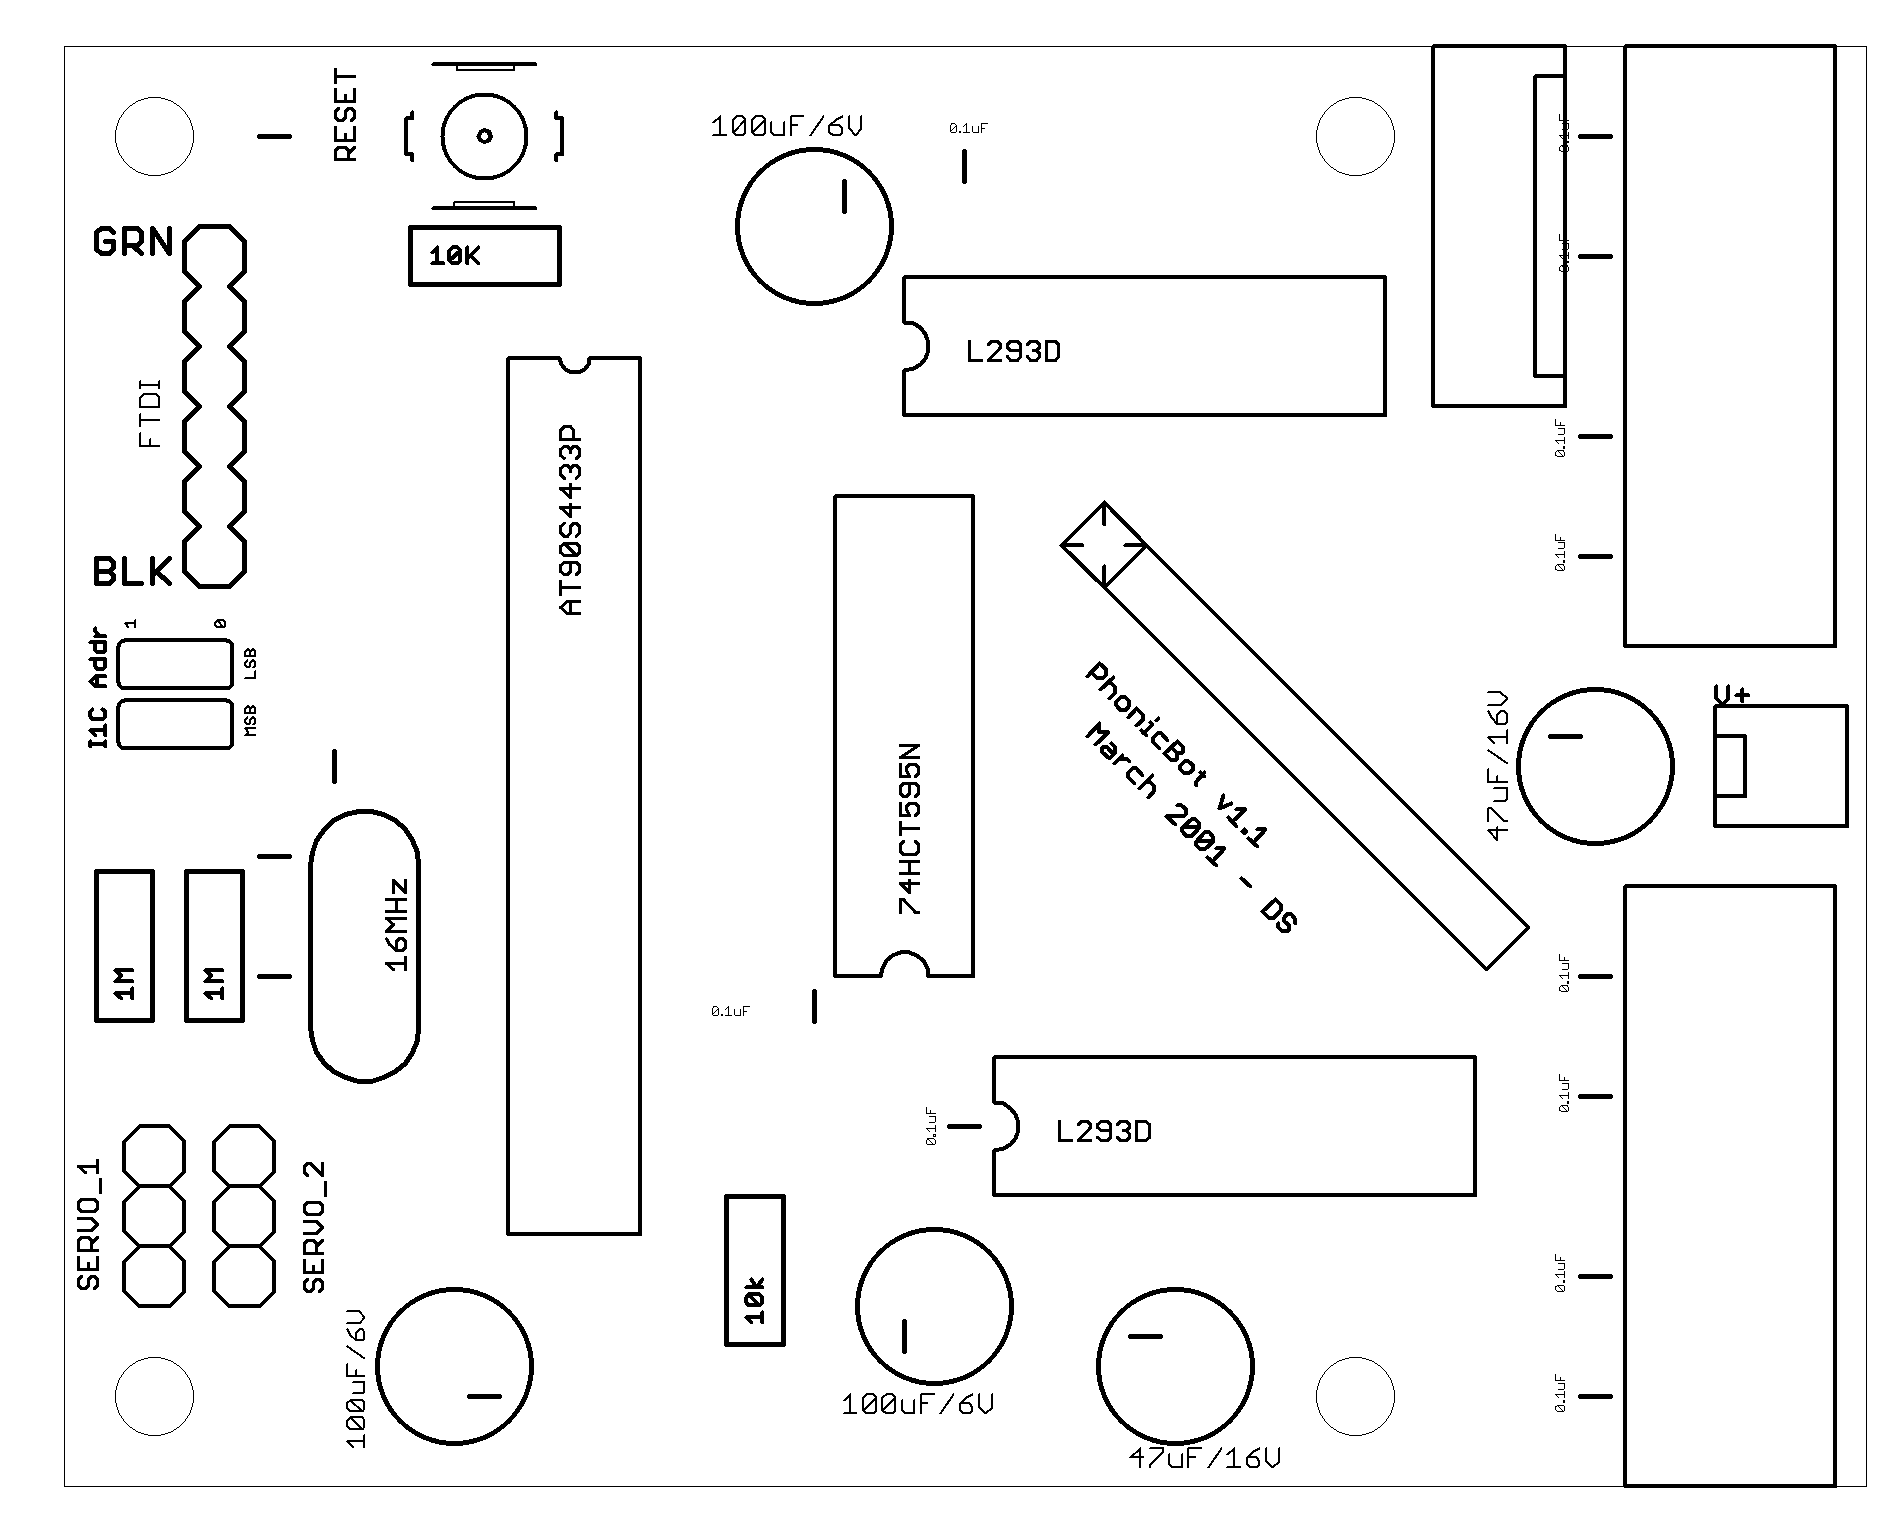 RESET
100uF/6V
0.1uF
0.1uF
GRN
10K
0.1uF
L293D
FTDI
AT90S4433P
0.1uF
0.1uF
BLK
1
0
I1C Addr
LSB
MSB
PhonicBot v1.1
March 2001 - DS
V+
47uF/16V
74HCT595N
16MHz
1M
1M
0.1uF
0.1uF
0.1uF
0.1uF
L293D
SERVO_1
SERVO_2
10k
0.1uF
100uF/6V
100uF/6V
0.1uF
47uF/16V